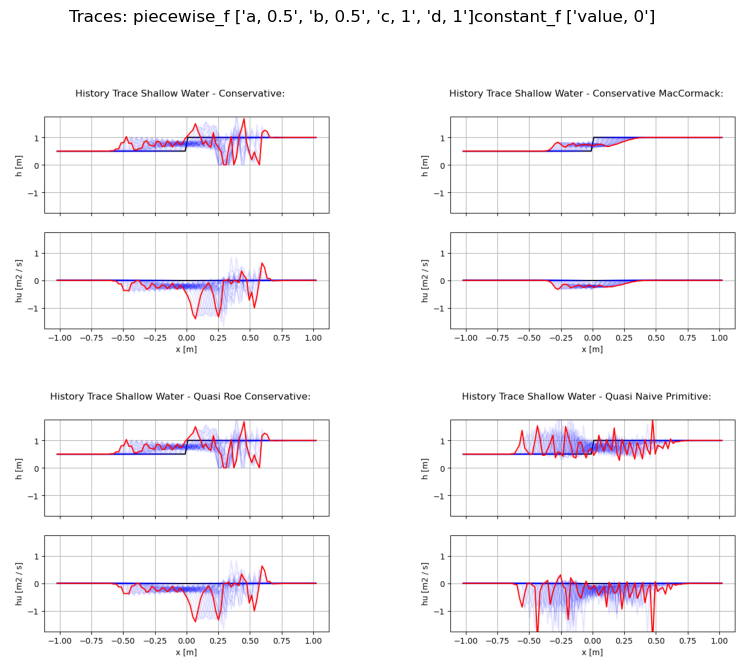 Traces: piecewise_f ['a, 0.5', 'b, 0.5', 'c, 1', 'd, 1']constant_f ['value, 0']
History Trace Shallow Water - Conservative:
1
0
−1
h [m]
1
0
−1
hu [m2 / s]
−1.00 −0.75 −0.50 −0.25 0.00 0.25 0.50 0.75 1.00
x [m]
History Trace Shallow Water - Conservative MacCormack:
1
0
−1
h [m]
1
0
−1
hu [m2 / s]
−1.00 −0.75 −0.50 −0.25 0.00 0.25 0.50 0.75 1.00
x [m]
History Trace Shallow Water - Quasi Roe Conservative:
1
0
−1
h [m]
1
0
−1
hu [m2 / s]
−1.00 −0.75 −0.50 −0.25 0.00 0.25 0.50 0.75 1.00
x [m]
History Trace Shallow Water - Quasi Naive Primitive:
1
0
−1
h [m]
1
0
−1
hu [m2 / s]
−1.00 −0.75 −0.50 −0.25 0.00 0.25 0.50 0.75 1.00
x [m]